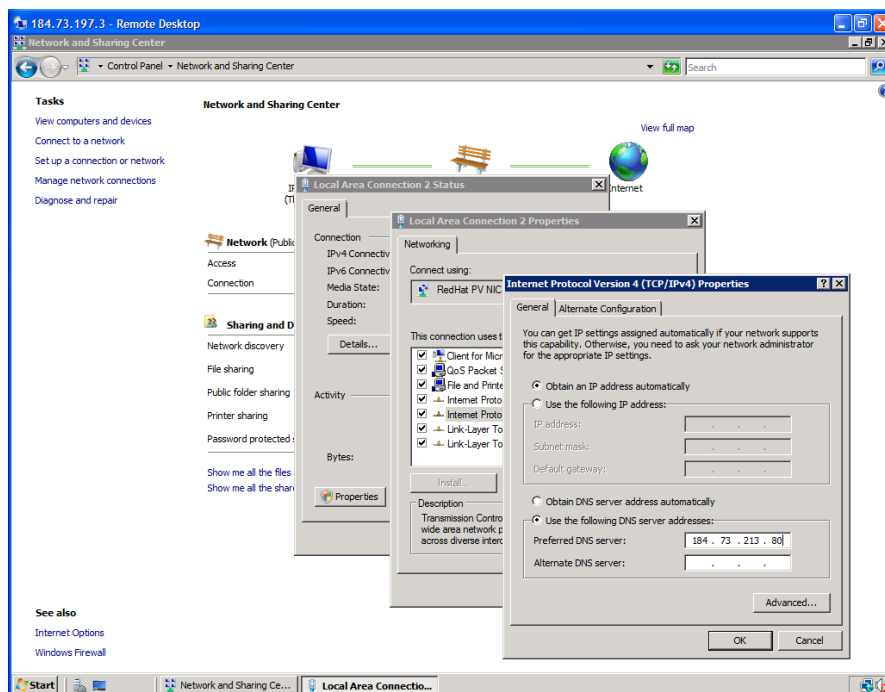 184.73.197.3 - Remote Desktop
Network and Sharing Center
Control Panel
Network and Sharing Center
Search
Tasks
View computers and devices
Connect to a network
Set up a connection or network
Manage network connections
Diagnose and repair
Network and Sharing Center
View full map
Internet
Network (Publi
Access
Connection
Sharing and D
Network discovery
File sharing
Public folder sharing
Printer sharing
Password protected
Show me all the files
Show me all the shar
See also
Internet Options
Windows Firewall
Local Area Connection 2 Status
General
Connection
IPv4 Connectiv
IPv6 Connectiv
Media State:
Duration:
Speed:
Details...
Activity
Bytes:
Properties
Local Area Connection 2 Properties
Networking
Connect using:
RedHat PV NIC
This connection uses t
Client for Micr
QoS Packet S
File and Printe
Internet Proto
Internet Proto
Link-Layer To
Link-Layer To
Install...
Description
Transmission Contro
wide area network p
across diverse interc
Internet Protocol Version 4 (TCP/IPv4) Properties
General
Alternate Configuration
You can get IP settings assigned automatically if your network supports
this capability. Otherwise, you need to ask your network administrator
for the appropriate IP settings.
Obtain an IP address automatically
Use the following IP address:
IP address:
Subnet mask:
Default gateway:
Obtain DNS server address automatically
Use the following DNS server addresses:
Preferred DNS server: 184 . 73 . 213 . 80
Alternate DNS server:
Advanced...
OK
Cancel
Start
Network and Sharing Ce...
Local Area Connectio...